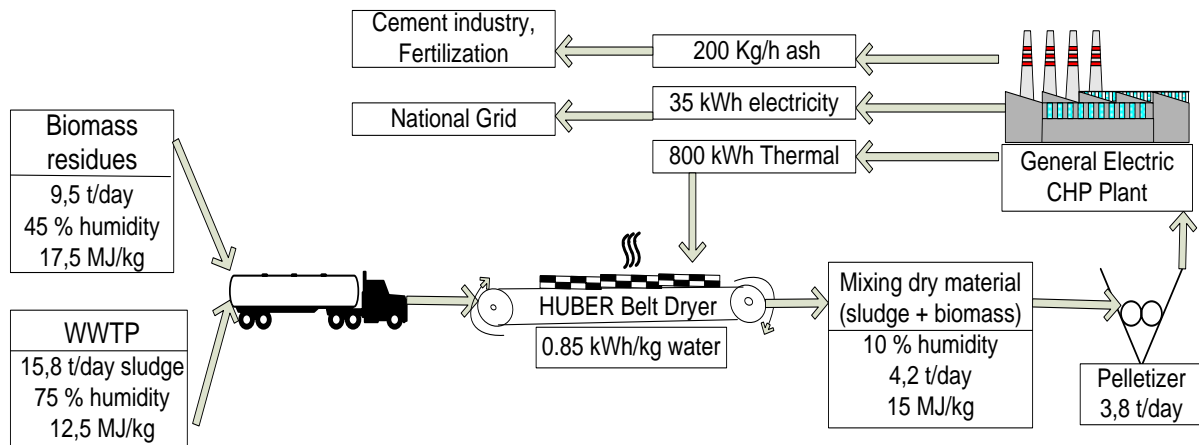 Cement industry,
Fertilization
200 Kg/h ash
National Grid
35 kWh electricity
800 kWh Thermal
General Electric
CHP Plant
Biomass
residues
9,5 t/day
45 % humidity
17,5 MJ/kg
WWTP
15,8 t/day sludge
75 % humidity
12,5 MJ/kg
HUBER Belt Dryer
0.85 kWh/kg water
Mixing dry material
(sludge + biomass)
10 % humidity
4,2 t/day
15 MJ/kg
Pelletizer
3,8 t/day